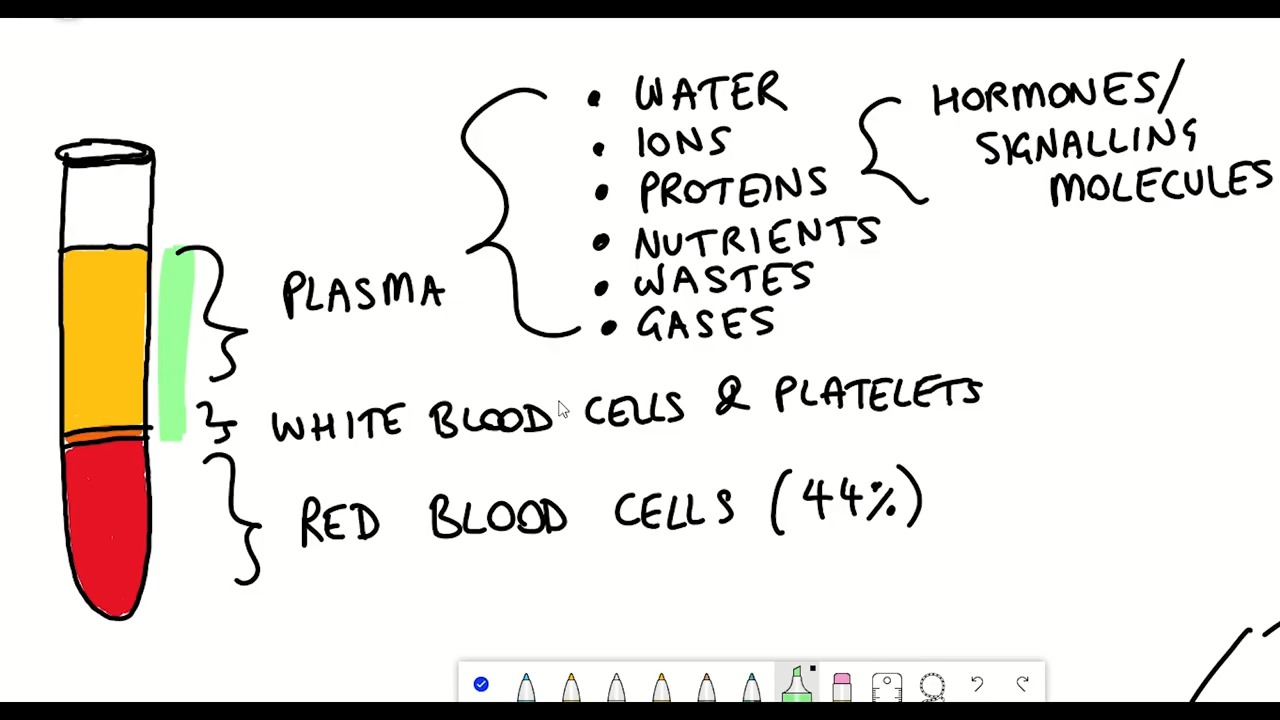 PLASMA
• WATER
• IONS
• PROTEINS
• NUTRIENTS
• WASTES
• GASES
HORMONES/
SIGNALLING
MOLECULES
WHITE BLOOD CELLS & PLATELETS
RED BLOOD CELLS (44%)